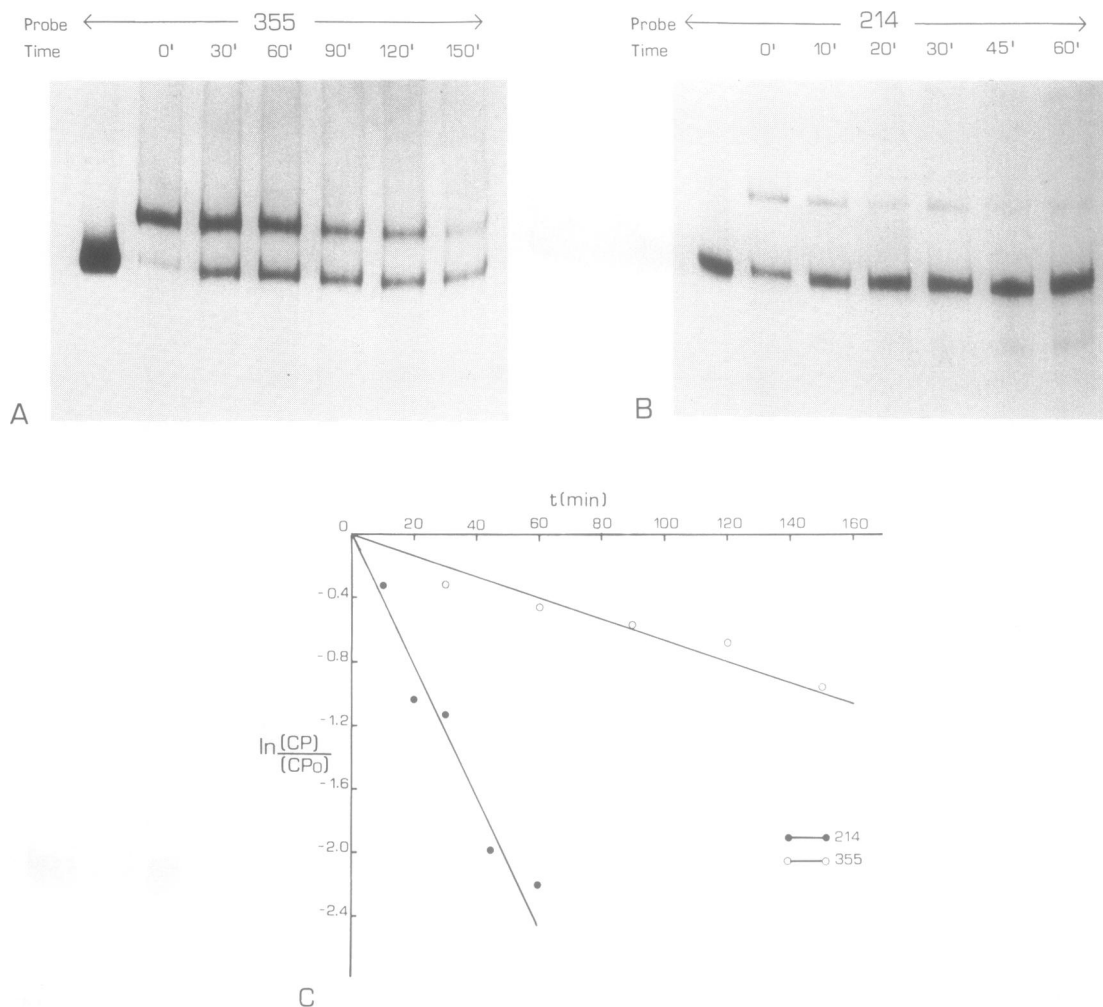 Probe 355
Time 0' 30' 60' 90' 120' 150'
A
Probe 214
Time 0' 10' 20' 30' 45' 60'
B
t(min)
0 20 40 60 80 100 120 140 160
-0.4
-0.8
-1.2
ln (CP)
(CPo)
-1.6
-2.0
-2.4
214
355
C